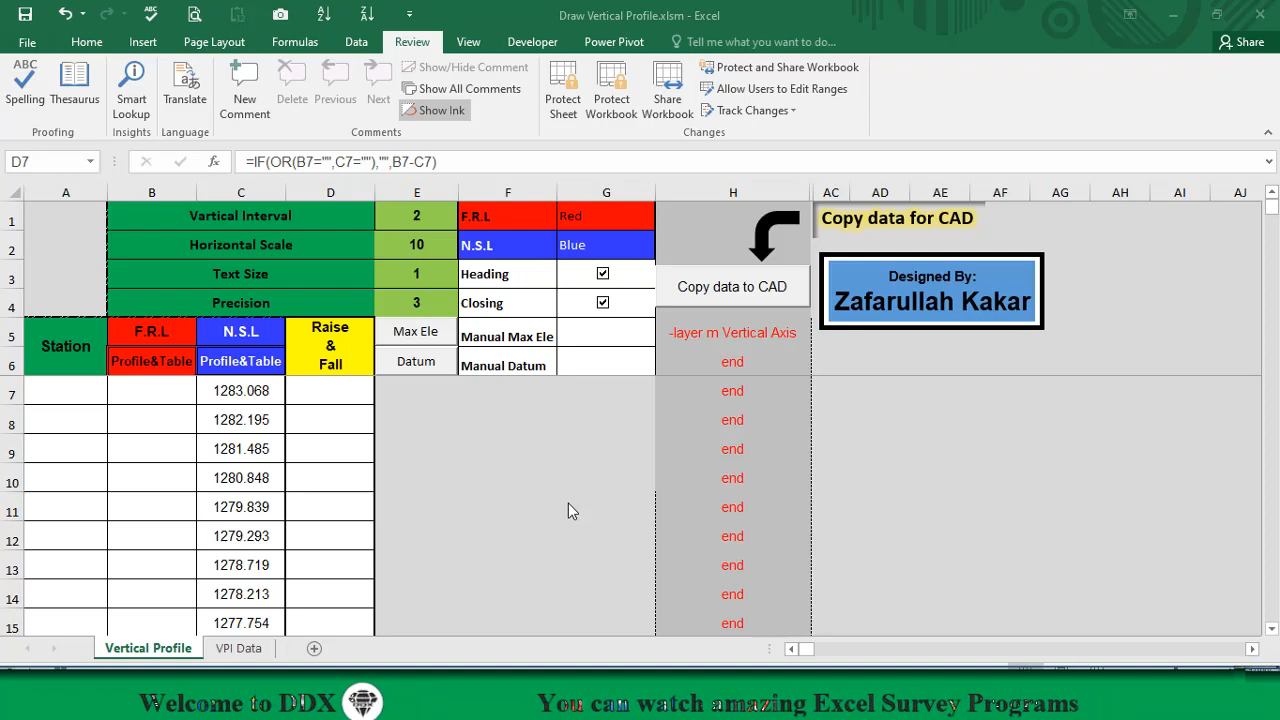 Draw Vertical Profile.xlsm - Excel
File Home Insert Page Layout Formulas Data Review View Developer Power Pivot Tell me what you want to do... Share
ABC
Spelling Thesaurus
Proofing
Smart Lookup
Insights
Translate
Language
New Comment
Delete Previous Next
Show/Hide Comment
Show All Comments
Show Ink
Comments
Protect Sheet
Protect Workbook
Share Workbook
Protect and Share Workbook
Allow Users to Edit Ranges
Track Changes
Changes
D7 fx =IF(OR(B7="",C7=""),"",B7-C7)
A B C D E F G H AC AD AE AF AG AH AI AJ
1 Vartical Interval 2 F.R.L Red Copy data for CAD
2 Horizontal Scale 10 N.S.L Blue
3 Text Size 1 Heading Copy data to CAD Designed By:
4 Precision 3 Closing Zafarullah Kakar
5 Station F.R.L N.S.L Raise & Fall Max Ele Manual Max Ele -layer m Vertical Axis
6 Profile&Table Profile&Table Datum Manual Datum end
7 1283.068 end
8 1282.195 end
9 1281.485 end
10 1280.848 end
11 1279.839 end
12 1279.293 end
13 1278.719 end
14 1278.213 end
15 1277.754 end
Vertical Profile VPI Data
Welcome to DDX You can watch amazing Excel Survey Programs